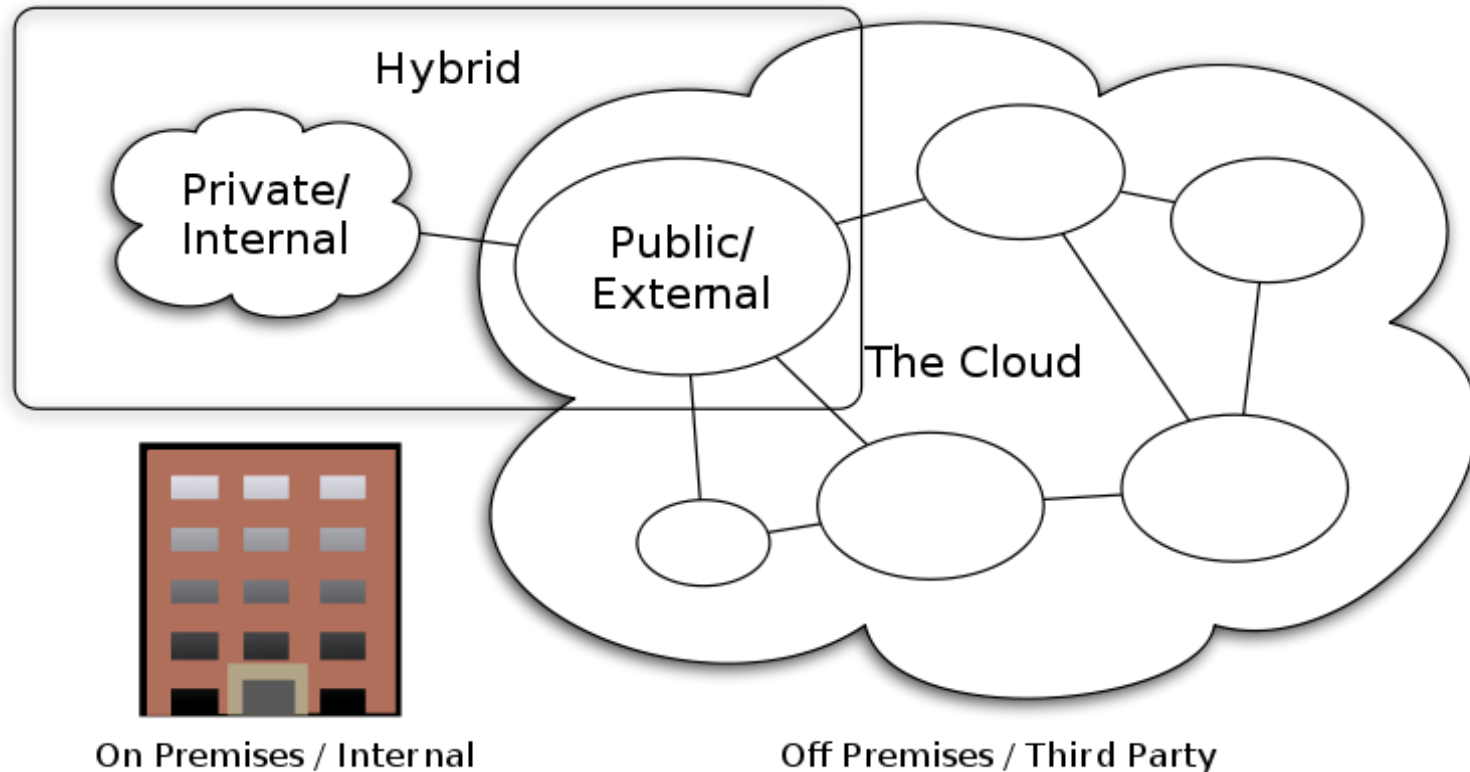 Hybrid
Private/
Internal
Public/
External
The Cloud
On Premises / Internal
Off Premises / Third Party